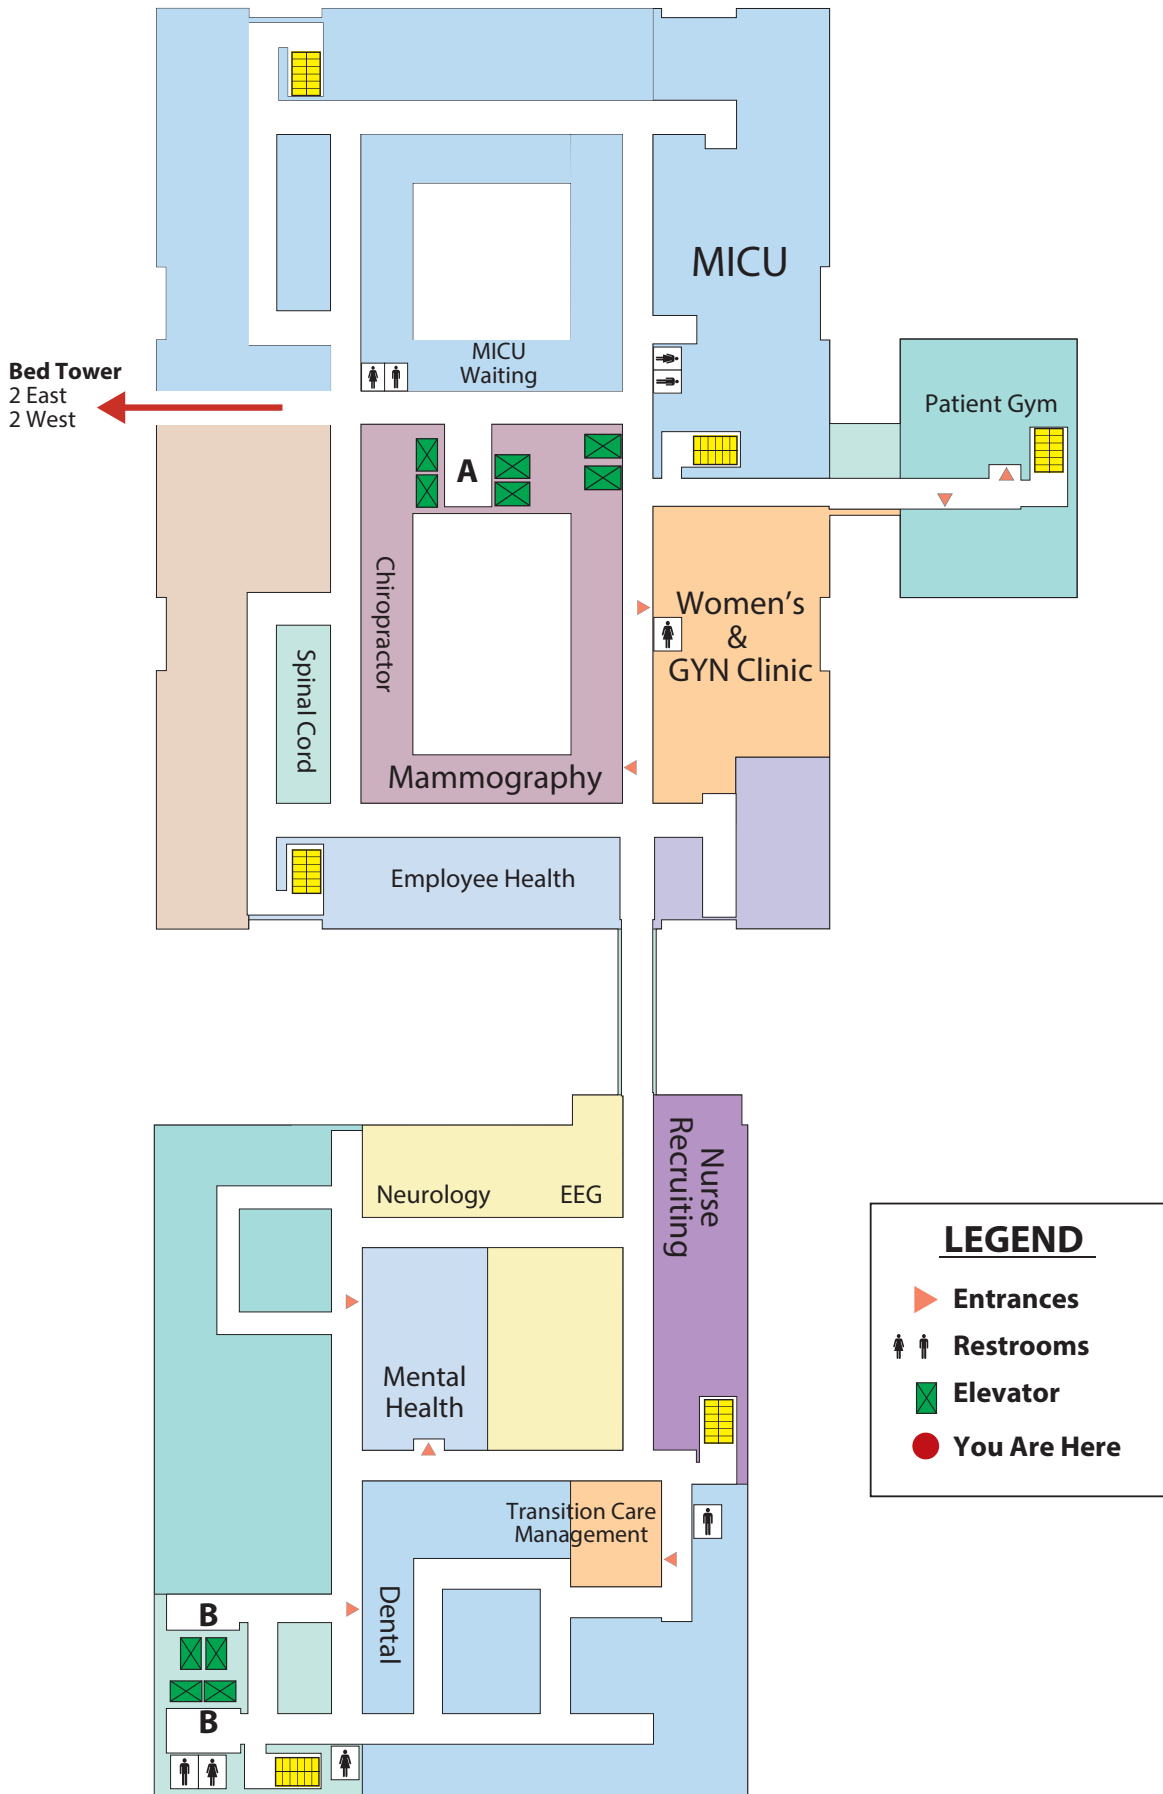 MICU
MICU
Waiting
Bed Tower
2 East
2 West
Patient Gym
A
Chiropractor
Women's
&
GYN Clinic
Spinal Cord
Mammography
Employee Health
Nurse
Recruiting
Neurology
EEG
Mental
Health
Transition Care
Management
Dental
B
B
LEGEND
Entrances
Restrooms
Elevator
You Are Here